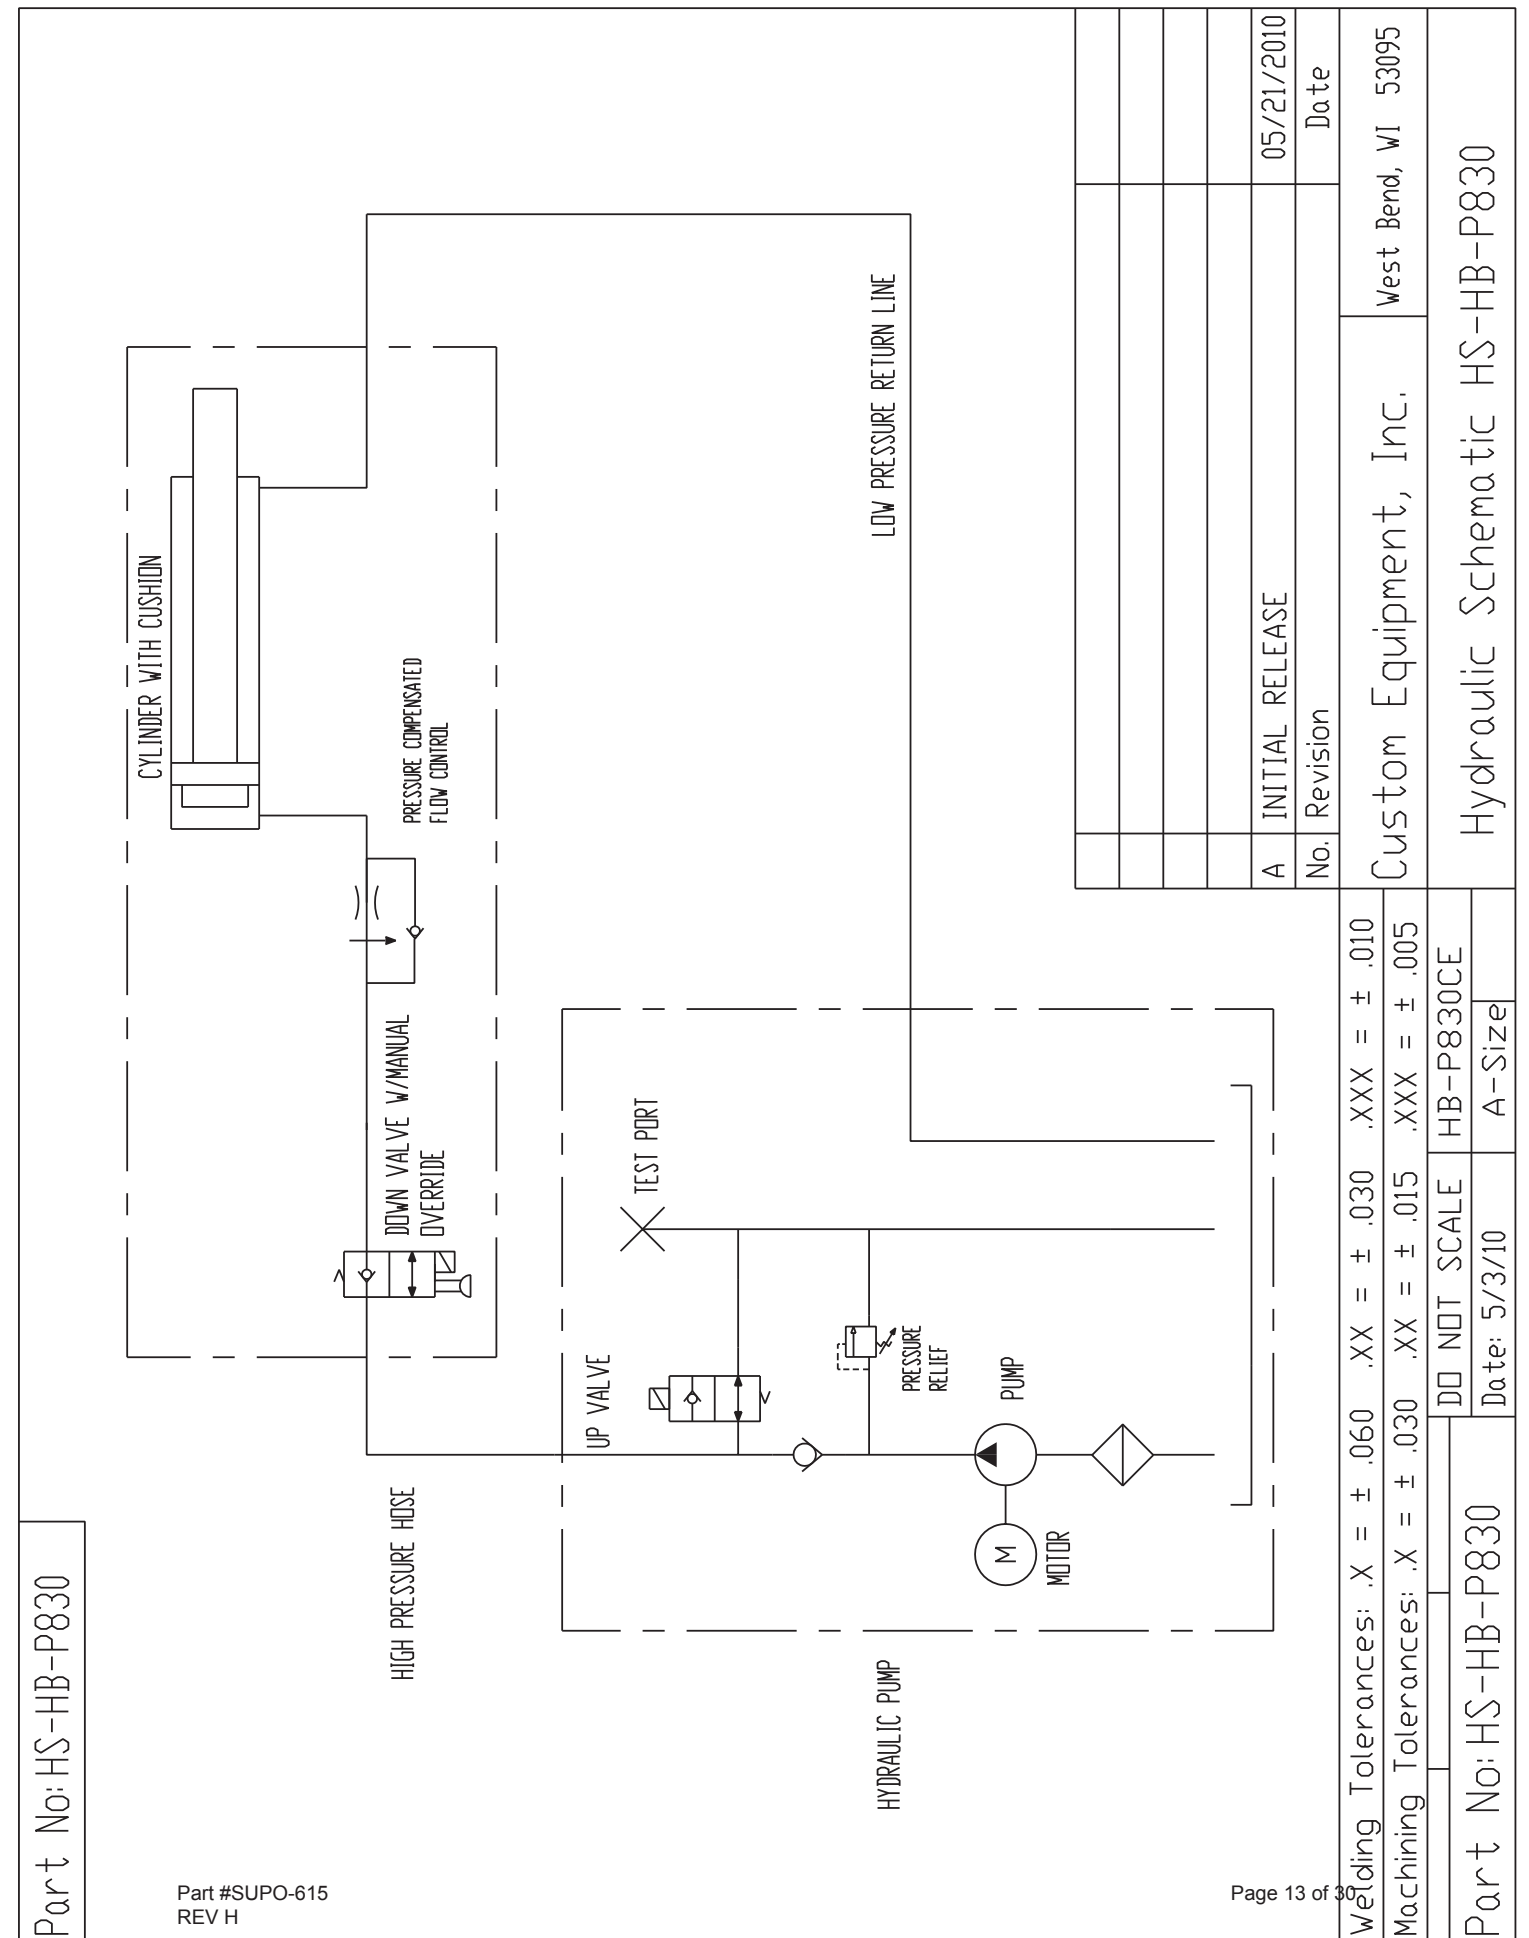 Part No: HS-HB-P830
CYLINDER WITH CUSHION
PRESSURE COMPENSATED
FLOW CONTROL
DOWN VALVE W/MANUAL
OVERRIDE
HIGH PRESSURE HOSE
LOW PRESSURE RETURN LINE
TEST PORT
UP VALVE
PRESSURE
RELIEF
PUMP
M
MOTOR
HYDRAULIC PUMP
A INITIAL RELEASE 05/21/2010
No. Revision Date
Welding Tolerances: .X = ± .060 .XX = ± .030 .XXX = ± .010
Machining Tolerances: .X = ± .030 .XX = ± .015 .XXX = ± .005
Custom Equipment, Inc. West Bend, WI 53095
DO NOT SCALE HB-P830CE
Hydraulic Schematic HS-HB-P830
Part No: HS-HB-P830
Date: 5/3/10 A-Size
Part #SUPO-615
REV H
Page 13 of 30